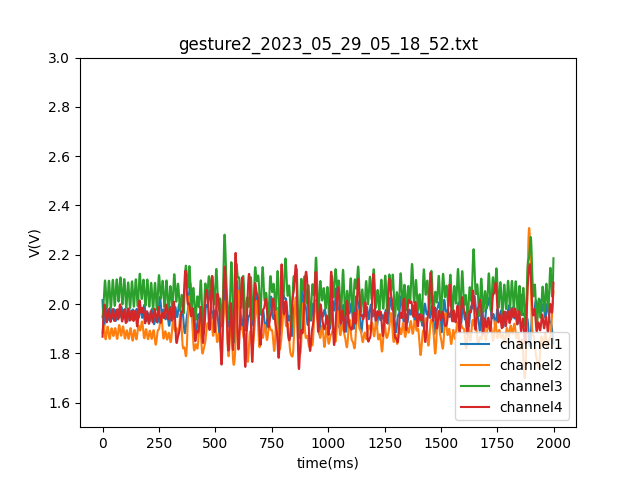 gesture2_2023_05_29_05_18_52.txt
3.0
2.8
2.6
2.4
2.2
2.0
1.8
1.6
V(V)
channel1
channel2
channel3
channel4
0 250 500 750 1000 1250 1500 1750 2000
time(ms)